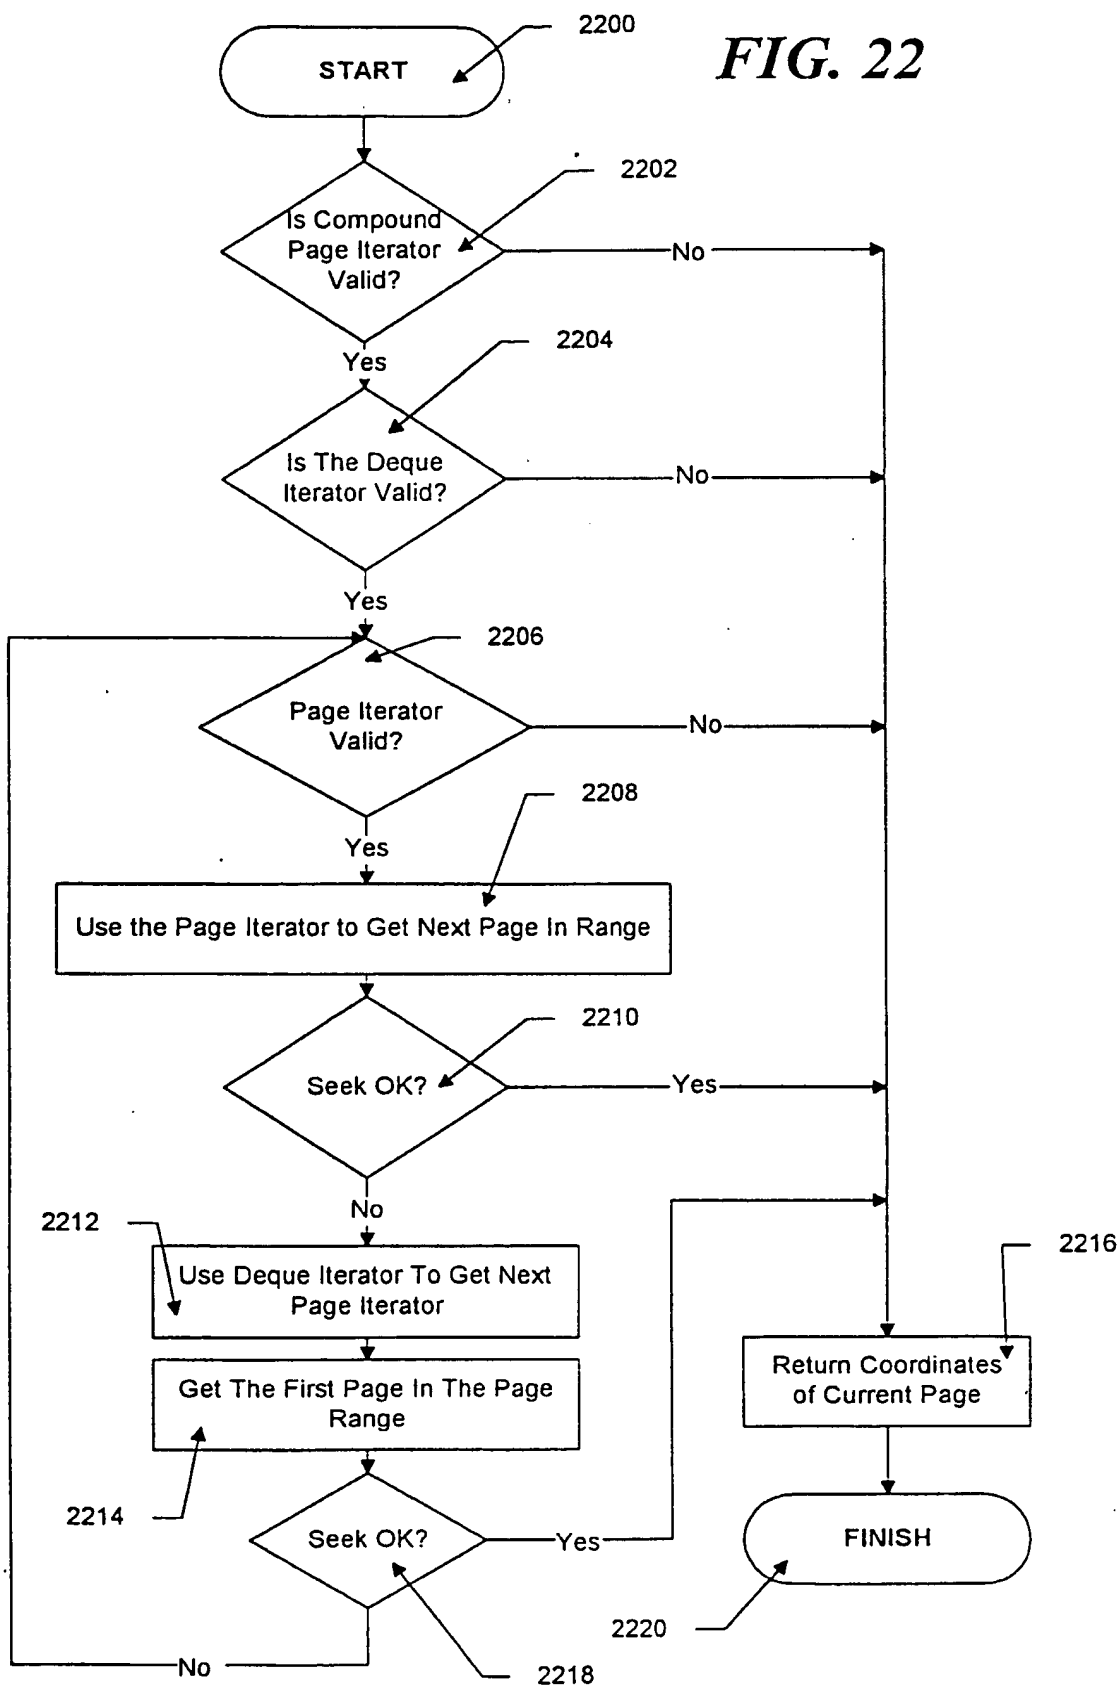 2200
FIG. 22
START
2202
Is Compound
Page Iterator
Valid?
No
Yes
2204
Is The Deque
Iterator Valid?
No
Yes
2206
Page Iterator
Valid?
No
2208
Yes
Use the Page Iterator to Get Next Page In Range
2210
Seek OK?
Yes
No
2212
2216
Use Deque Iterator To Get Next
Page Iterator
Return Coordinates
of Current Page
Get The First Page In The Page
Range
2214
Seek OK?
Yes
FINISH
2220
No
2218